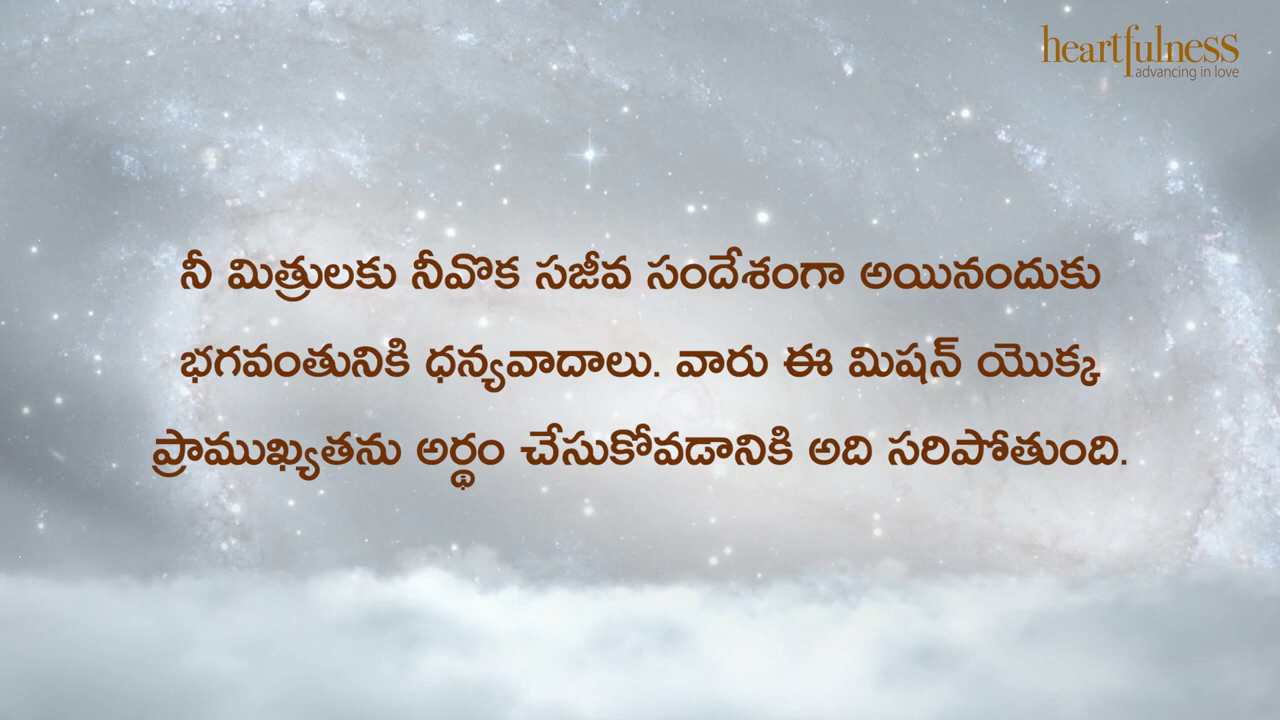 heartfulness
advancing in love
నీ మిత్రులకు నీవొక సజీవ సందేశంగా అయినందుకు
భగవంతునికి ధన్యవాదాలు. వారు ఈ మిషన్ యొక్క
ప్రాముఖ్యతను అర్థం చేసుకోవడానికి అది సరిపోతుంది.